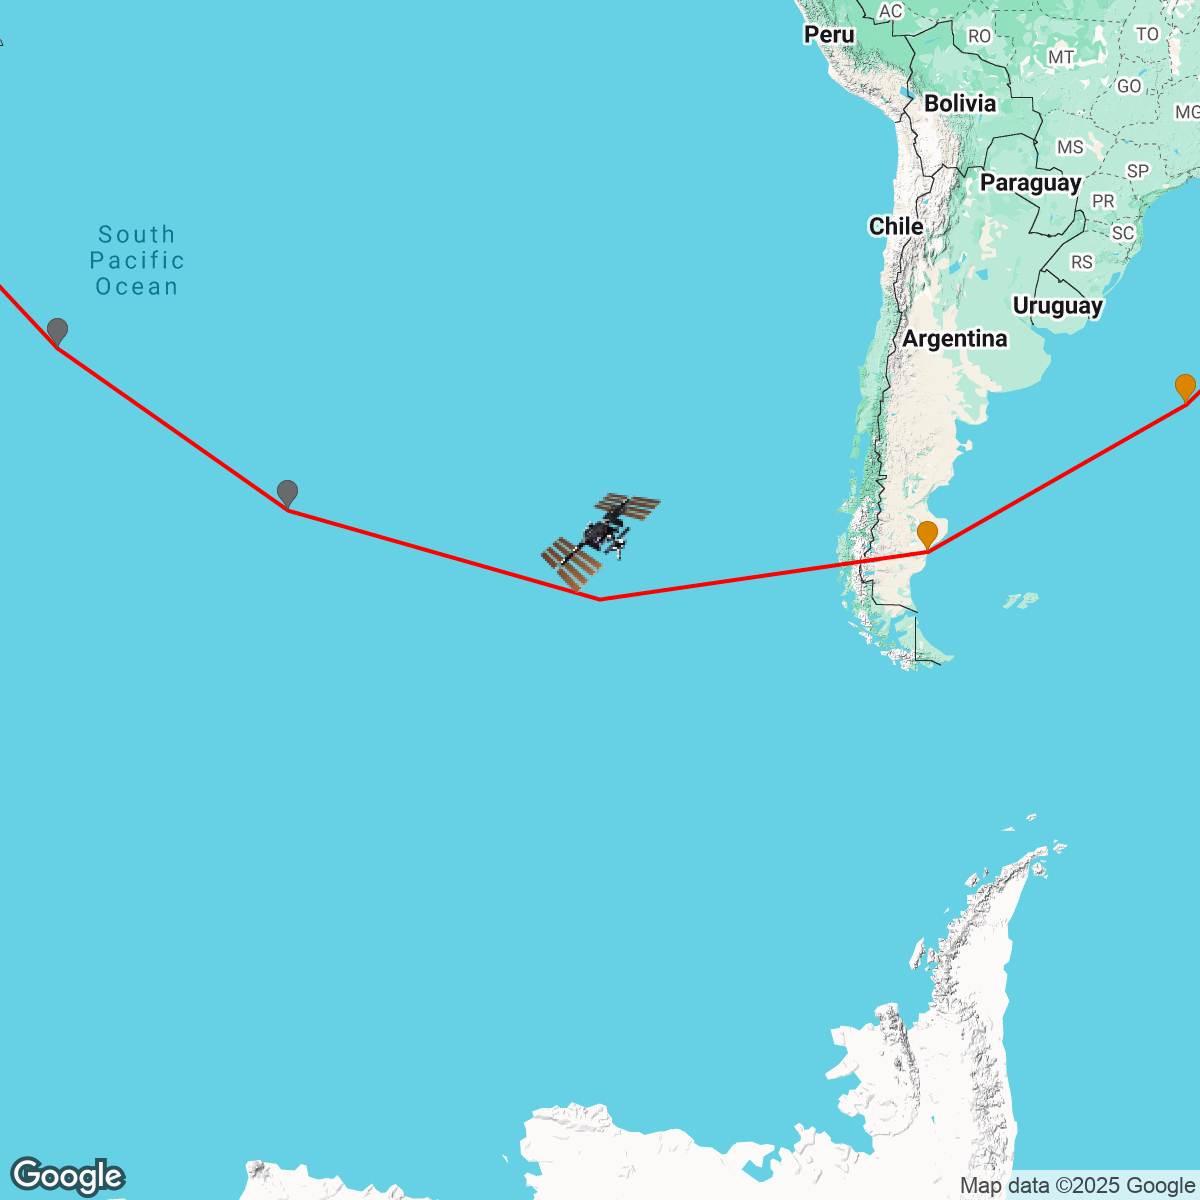 AC
Peru
RO
TO
MT
GO
Bolivia
MG
MS
SP
Paraguay
PR
Chile
SC
South
Pacific
Ocean
RS
Uruguay
Argentina
Google
Map data ©2025 Google